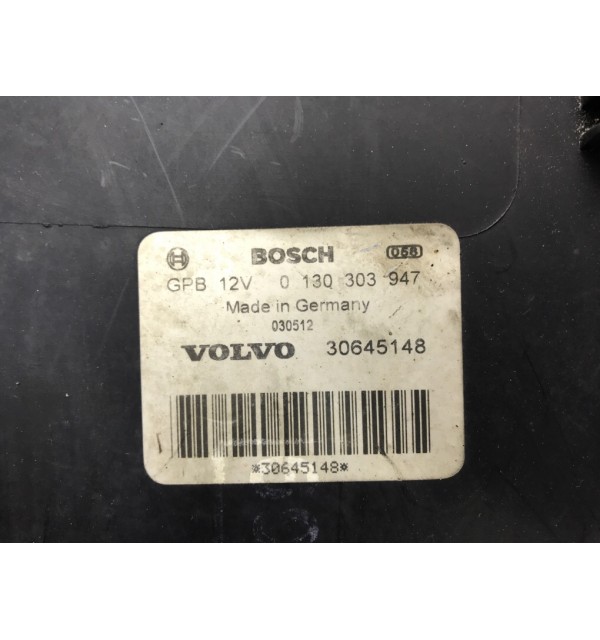 BOSCH 058
GPB 12V 0 130 303 947
Made in Germany
030512
VOLVO 30645148
*30645148*